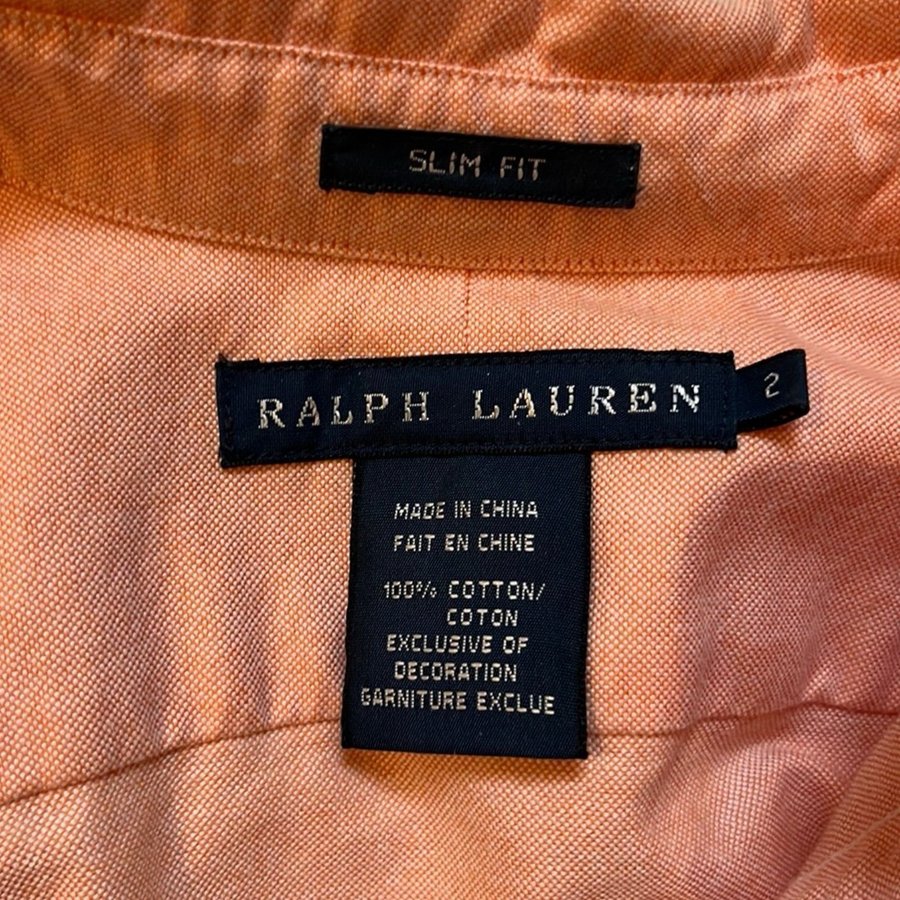 SLIM FIT
RALPH LAUREN 2
MADE IN CHINA
FAIT EN CHINE
100% COTTON/
COTON
EXCLUSIVE OF
DECORATION
GARNITURE EXCLUE